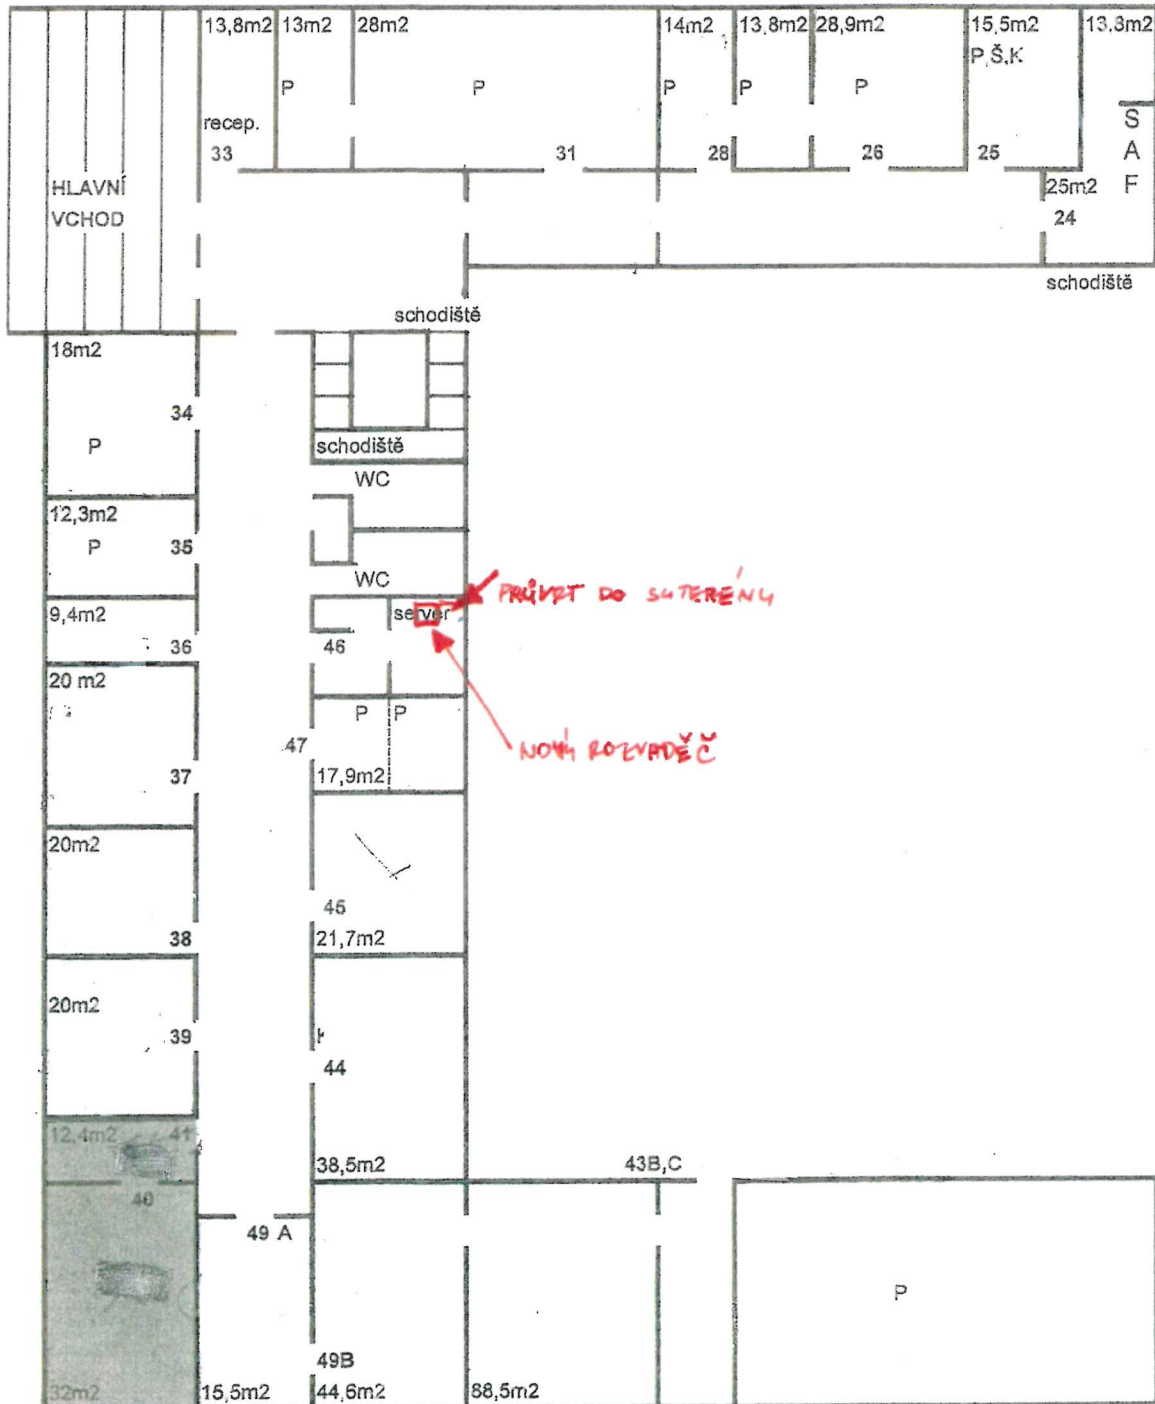 13,8m2 13m2 28m2 14m2 13,8m2 28,9m2 15,5m2 13,3m2
P,Š,K
P P P P P
recep. S
33 31 28 26 25 A
HLAVNÍ 25m2 F
VCHOD 24
schodiště
schodiště
18m2
34
P schodiště
WC
12,3m2
P 35
WC
PRŮVRT DO SUTERÉNU
9,4m2 server
36 46
20 m2
P P
47 NOVÝ ROZVADĚČ
37 17,9m2
20m2
45
38 21,7m2
20m2
39
44
12,4m2 41
38,5m2 43B,C
40
49 A
P
49B
32m2 15,5m2 44,6m2 88,5m2